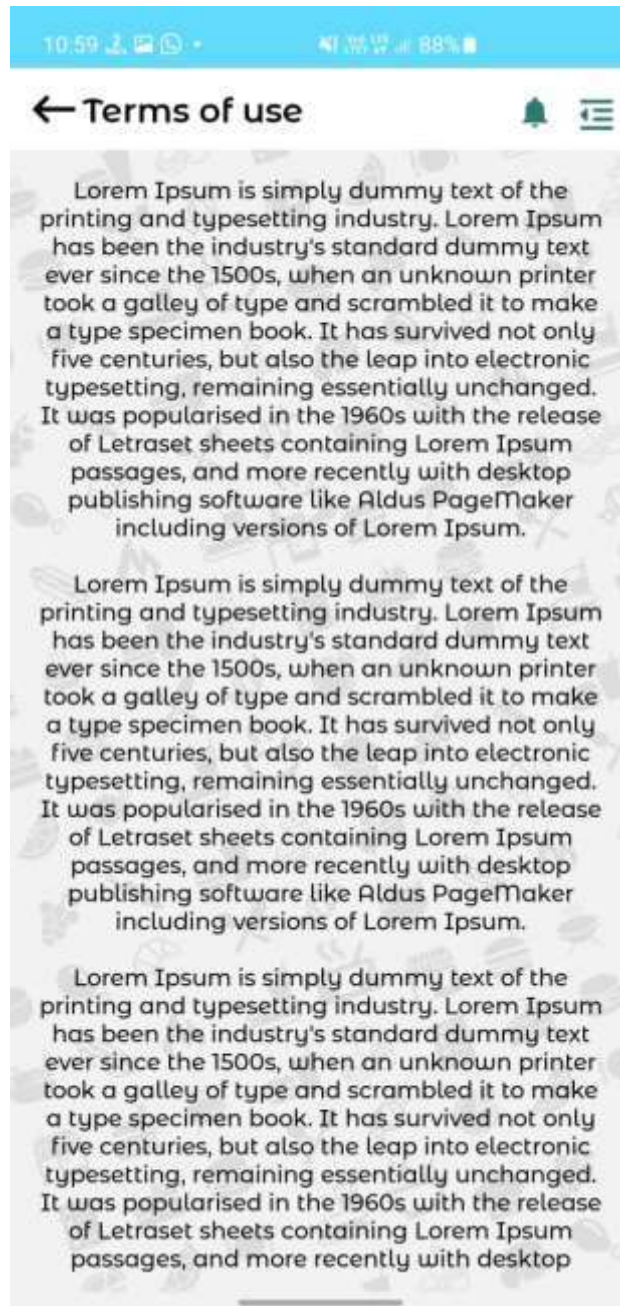 10:59
88%
Terms of use
Lorem Ipsum is simply dummy text of the
printing and typesetting industry. Lorem Ipsum
has been the industry's standard dummy text
ever since the 1500s, when an unknown printer
took a galley of type and scrambled it to make
a type specimen book. It has survived not only
five centuries, but also the leap into electronic
typesetting, remaining essentially unchanged.
It was popularised in the 1960s with the release
of Letraset sheets containing Lorem Ipsum
passages, and more recently with desktop
publishing software like Aldus PageMaker
including versions of Lorem Ipsum.
Lorem Ipsum is simply dummy text of the
printing and typesetting industry. Lorem Ipsum
has been the industry's standard dummy text
ever since the 1500s, when an unknown printer
took a galley of type and scrambled it to make
a type specimen book. It has survived not only
five centuries, but also the leap into electronic
typesetting, remaining essentially unchanged.
It was popularised in the 1960s with the release
of Letraset sheets containing Lorem Ipsum
passages, and more recently with desktop
publishing software like Aldus PageMaker
including versions of Lorem Ipsum.
Lorem Ipsum is simply dummy text of the
printing and typesetting industry. Lorem Ipsum
has been the industry's standard dummy text
ever since the 1500s, when an unknown printer
took a galley of type and scrambled it to make
a type specimen book. It has survived not only
five centuries, but also the leap into electronic
typesetting, remaining essentially unchanged.
It was popularised in the 1960s with the release
of Letraset sheets containing Lorem Ipsum
passages, and more recently with desktop